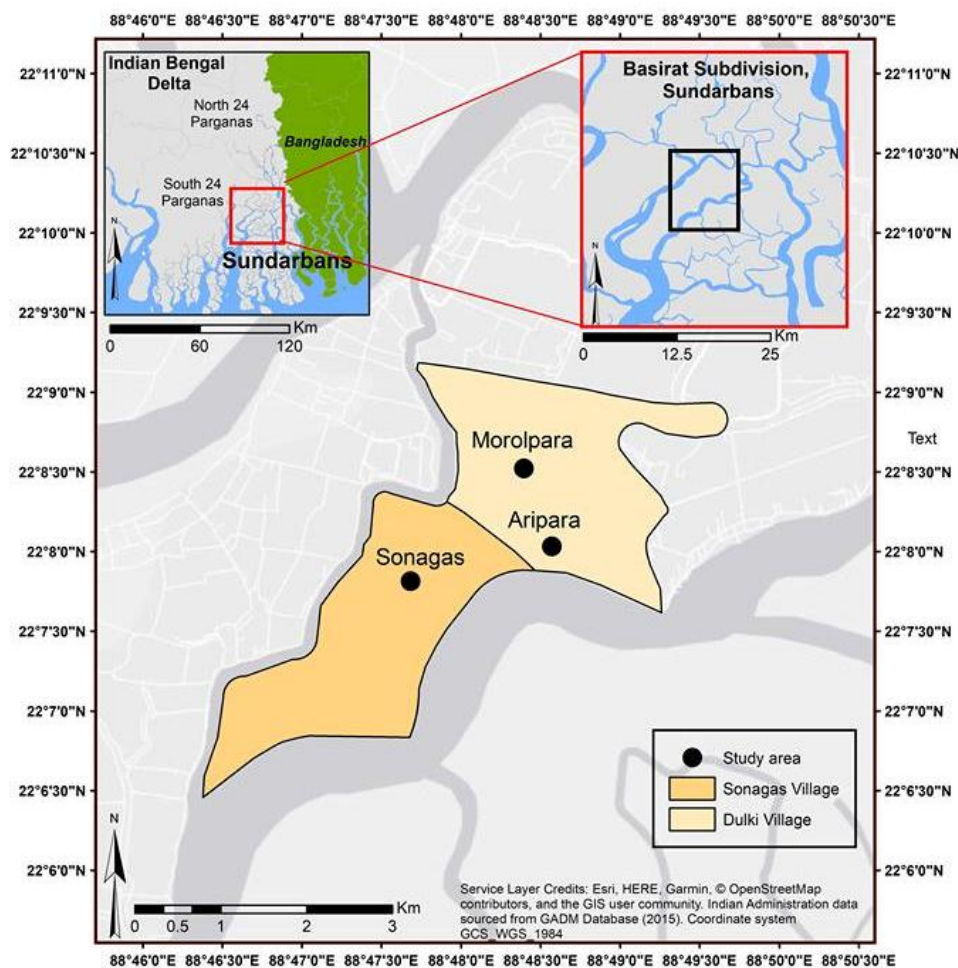 88°46'0"E 88°46'30"E 88°47'0"E 88°47'30"E 88°48'0"E 88°48'30"E 88°49'0"E 88°49'30"E 88°50'0"E 88°50'30"E
22°11'0"N
22°10'30"N
22°10'0"N
22°9'30"N
22°9'0"N
22°8'30"N
22°8'0"N
22°7'30"N
22°7'0"N
22°6'30"N
22°6'0"N
Indian Bengal
Delta
North 24
Parganas
Bangladesh
South 24
Parganas
N
Sundarbans
Km
0 60 120
Basirat Subdivision,
Sundarbans
N
Km
0 12.5 25
22°11'0"N
22°10'30"N
22°10'0"N
22°9'30"N
22°9'0"N
Text
22°8'30"N
22°8'0"N
22°7'30"N
22°7'0"N
22°6'30"N
22°6'0"N
Morolpara
Aripara
Sonagas
Study area
Sonagas Village
Dulki Village
N
Km
0 0.5 1 2 3
Service Layer Credits: Esri, HERE, Garmin, © OpenStreetMap
contributors, and the GIS user community. Indian Administration data
sourced from GADM Database (2015). Coordinate system
GCS_WGS_1984
88°46'0"E 88°46'30"E 88°47'0"E 88°47'30"E 88°48'0"E 88°48'30"E 88°49'0"E 88°49'30"E 88°50'0"E 88°50'30"E